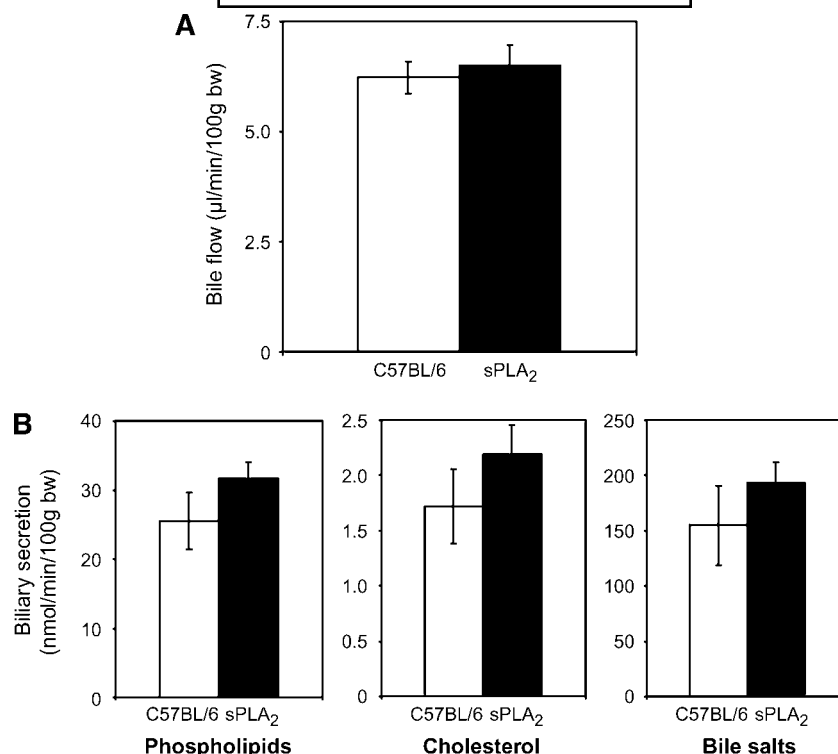 A
7.5
5.0
2.5
0
Bile flow (µl/min/100g bw)
C57BL/6 sPLA₂
B
Biliary secretion
(nmol/min/100g bw)
40
30
20
10
0
C57BL/6 sPLA₂
Phospholipids
2.5
2.0
1.5
1.0
0.5
0
C57BL/6 sPLA₂
Cholesterol
250
200
150
100
50
0
C57BL/6 sPLA₂
Bile salts